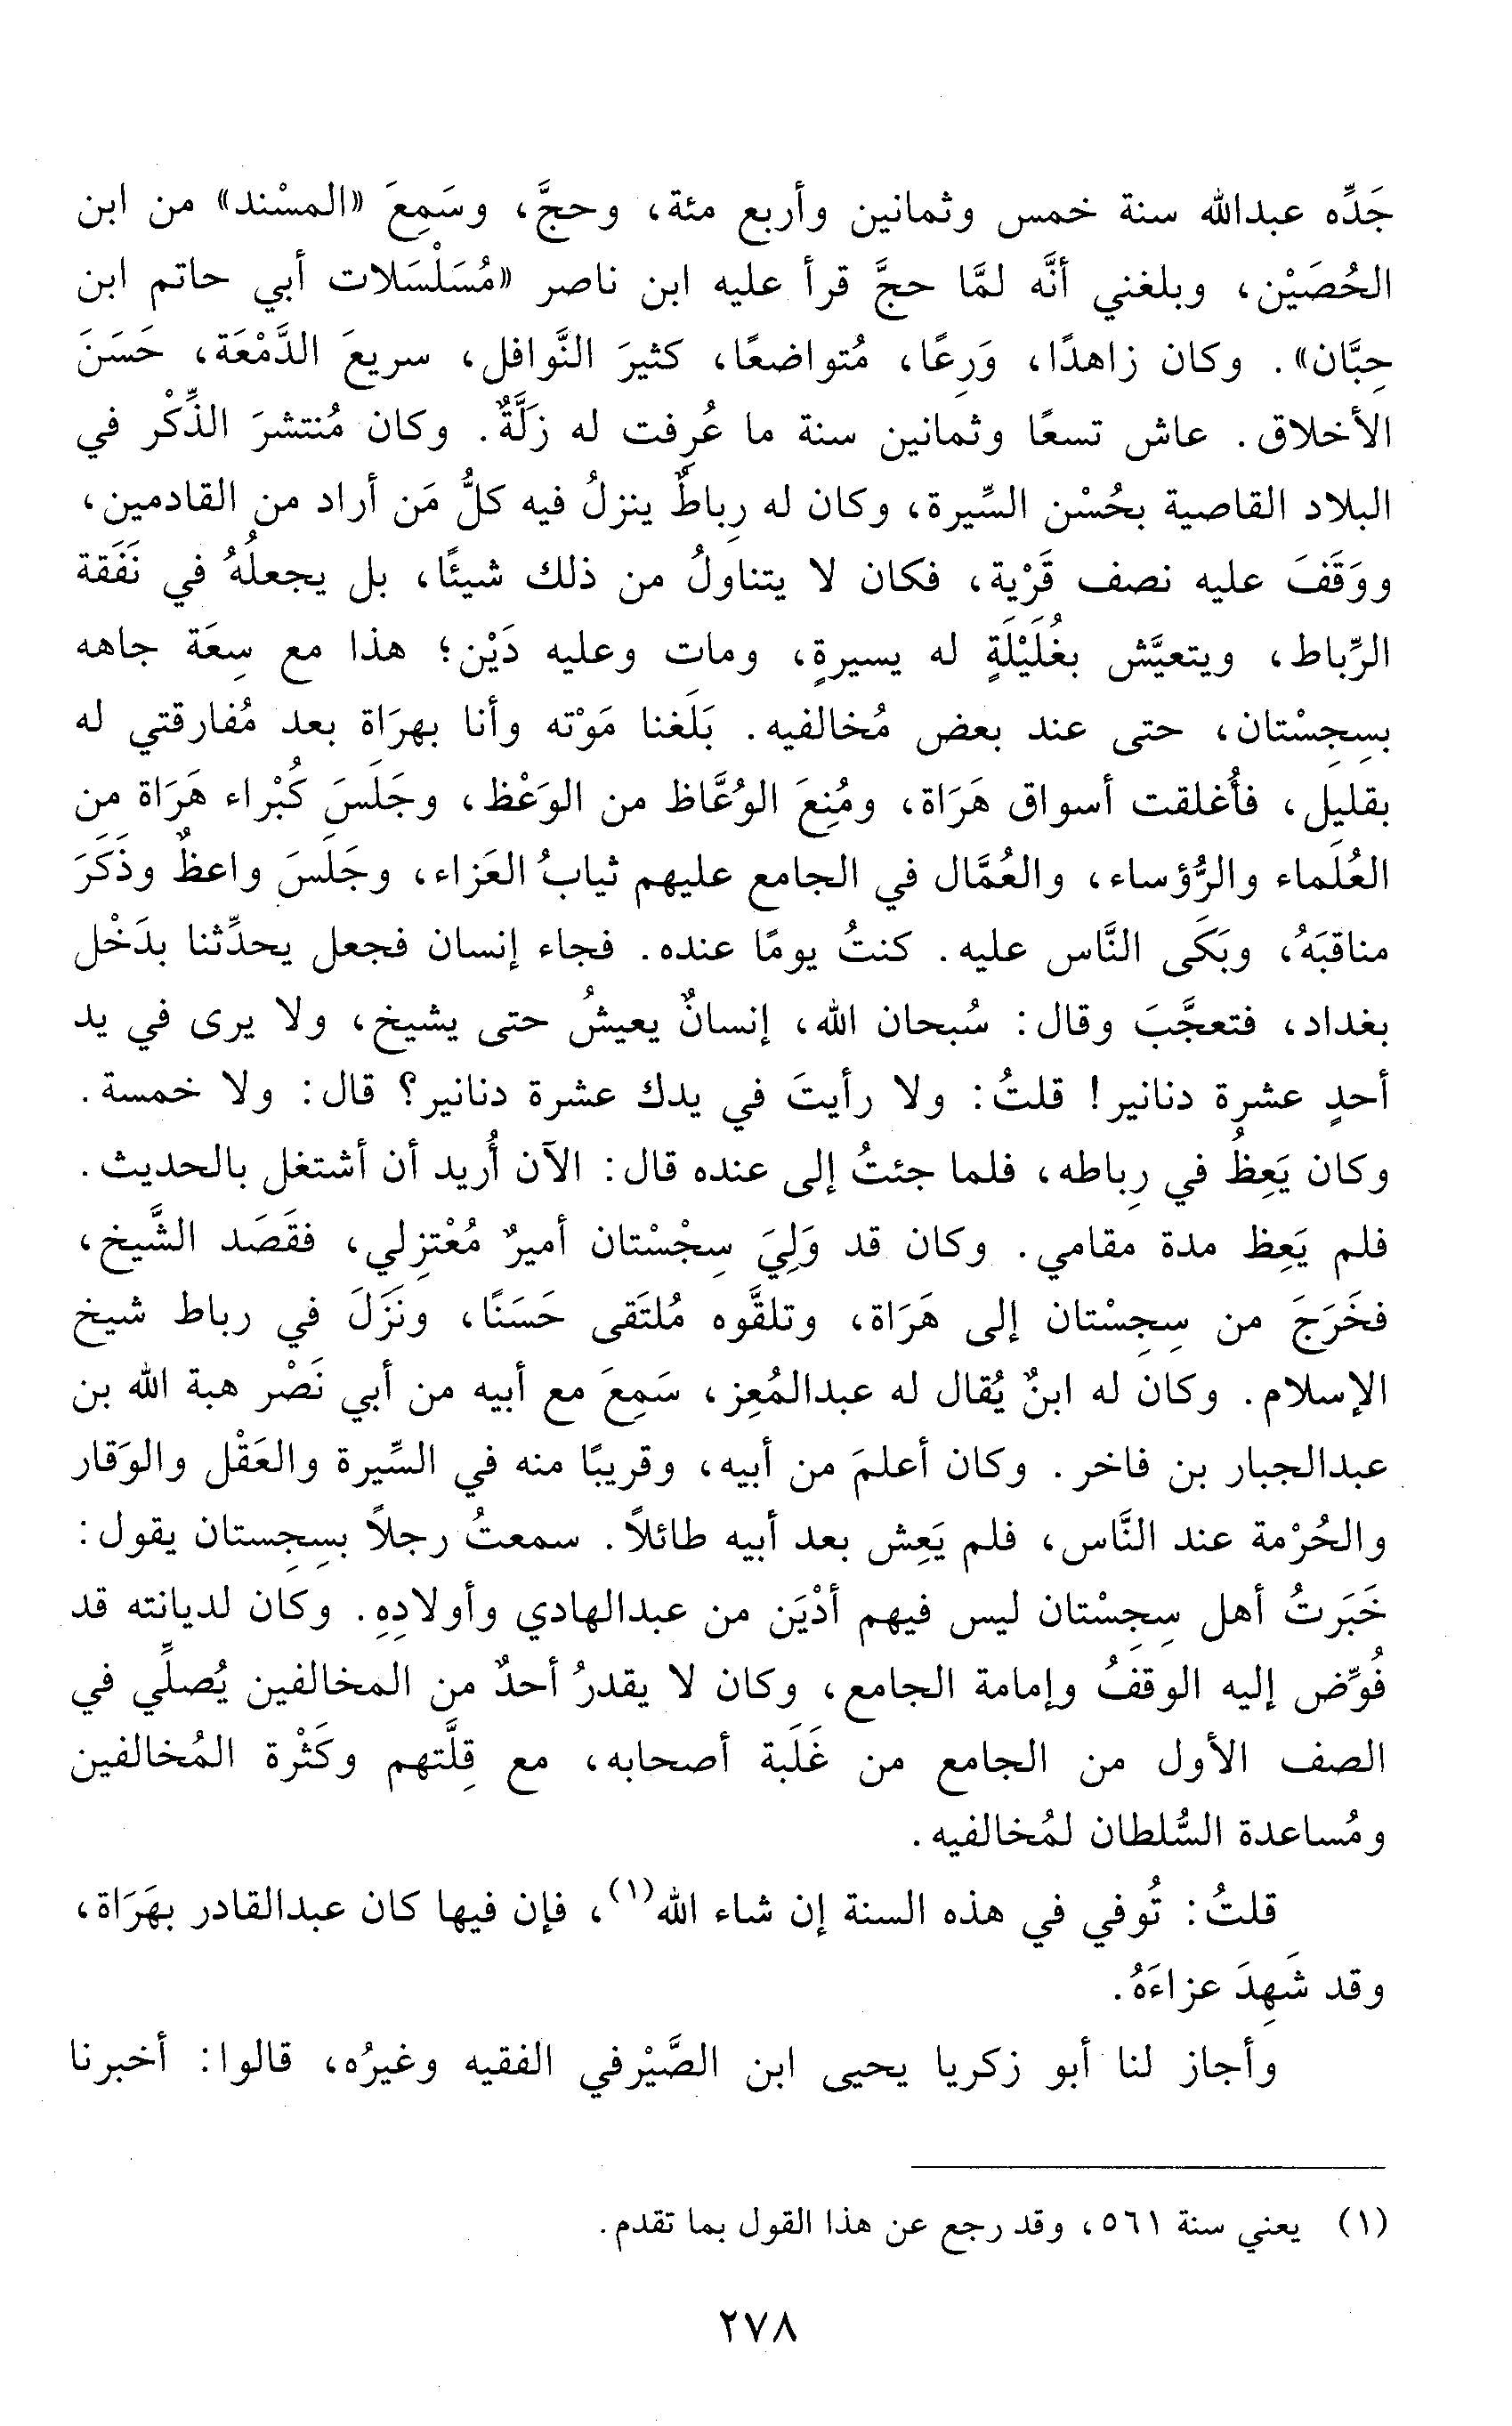 جَدِّه عبدالله سنة خمس وثمانين وأربع مئة، وحجَّ، وسَمِعَ «المسْند» من ابن
الحُصَيْن، وبلغني أنَّه لمَّا حجَّ قرأ عليه ابن ناصر «مُسَلْسَلات أبي حاتم ابن
حِبَّان». وكان زاهدًا، وَرِعًا، مُتواضعًا، كثيرَ النَّوافل، سريعَ الدَّمْعَة، حَسَنَ
الأخلاق. عاش تسعًا وثمانين سنة ما عُرِفت له زَلَّةٌ. وكان مُنتشرَ الذِّكْر في
البلاد القاصية بحُسْن السِّيرة، وكان له رِباطٌ ينزلُ فيه كلُّ مَن أراد من القادمين،
ووَقَفَ عليه نصف قَرْية، فكان لا يتناولُ من ذلك شيئًا، بل يجعلُهُ في نَفَقة
الرِّباط، ويتعيَّش بغُلَيْلَةٍ له يسيرةٍ، ومات وعليه دَيْن؛ هذا مع سِعَة جاهه
بسِجِسْتان، حتى عند بعض مُخالفيه. بَلَغنا مَوْته وأنا بهرَاة بعد مُفارقتي له
بقليل، فأُغلقت أسواق هَرَاة، ومُنِعَ الوُعَّاظ من الوَعْظ، وجَلَسَ كُبْراء هَرَاة من
العُلَماء والرُّؤساء، والعُمَّال في الجامع عليهم ثيابُ العَزاء، وجَلَسَ واعظٌ وذَكَرَ
مناقبَهُ، وبَكَى النَّاس عليه. كنتُ يومًا عنده. فجاء إنسان فجعل يحدِّثنا بدَخْل
بغداد، فتعجَّبَ وقال: سُبحان الله، إنسانٌ يعيشُ حتى يشيخ، ولا يرى في يد
أحدٍ عشرة دنانير! قلتُ: ولا رأيتَ في يدك عشرة دنانير؟ قال: ولا خمسة.
وكان يَعِظُ في رِباطه، فلما جئتُ إلى عنده قال: الآن أُريد أن أشتغل بالحديث.
فلم يَعِظ مدة مقامي. وكان قد وَلِيَ سِجْسْتان أميرٌ مُعْتزِلي، فقَصَد الشَّيخ،
فخَرَجَ من سِجِسْتان إلى هَرَاة، وتلقَّوه مُلتَقى حَسَنًا، ونَزَلَ في رباط شيخ
الإسلام. وكان له ابنٌ يُقال له عبدالمُعِز، سَمِعَ مع أبيه من أبي نَصْر هبة الله بن
عبدالجبار بن فاخر. وكان أعلمَ من أبيه، وقريبًا منه في السِّيرة والعَقْل والوَقار
والحُرْمة عند النَّاس، فلم يَعِش بعد أبيه طائلاً. سمعتُ رجلاً بسِجِستان يقول:
خَبَرتُ أهل سِجِسْتان ليس فيهم أدْيَن من عبدالهادي وأولادِهِ. وكان لديانته قد
فُوِّض إليه الوقفُ وإمامة الجامع، وكان لا يقدرُ أحدٌ من المخالفين يُصلِّي في
الصف الأول من الجامع من غَلَبة أصحابه، مع قِلَّتهم وكَثْرة المُخالفين
ومُساعدة السُّلطان لمُخالفيه.
قلتُ: تُوفي في هذه السنة إن شاء الله(١)، فإن فيها كان عبدالقادر بهَرَاة،
وقد شَهِدَ عزاءَهُ.
وأجاز لنا أبو زكريا يحيى ابن الصَّيْرفي الفقيه وغيرُه، قالوا: أخبرنا
(١) يعني سنة ٥٦١، وقد رجع عن هذا القول بما تقدم.
٢٧٨